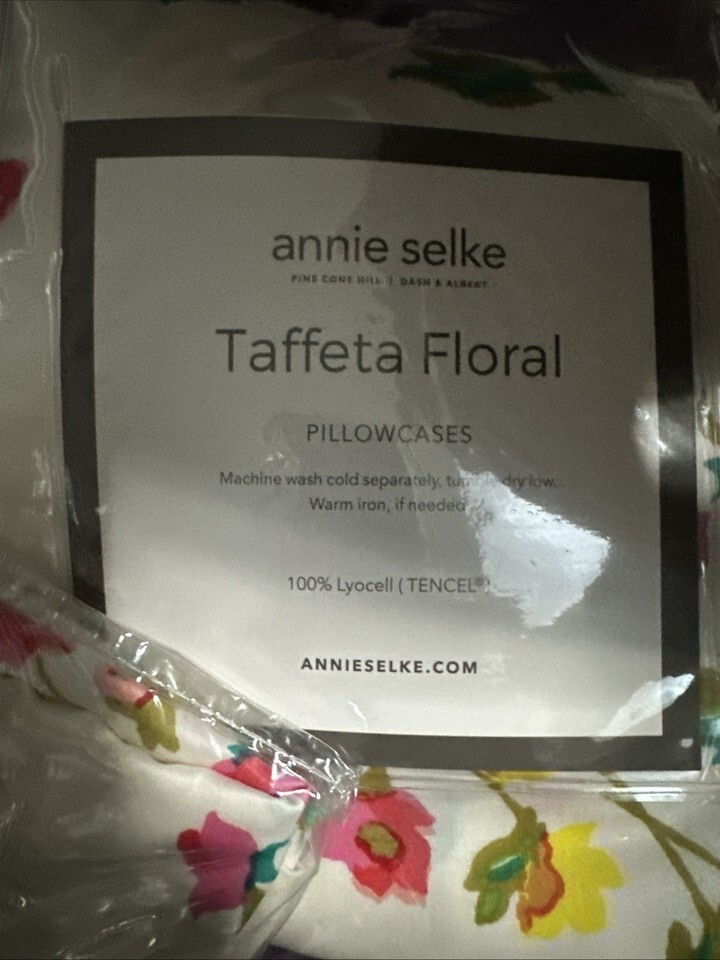 annie selke
PINE CONE HILL | DASH & ALBERT
Taffeta Floral
PILLOWCASES
Machine wash cold separately, tumble dry low.
Warm iron, if needed
100% Lyocell ( TENCEL® )
ANNIESELKE.COM